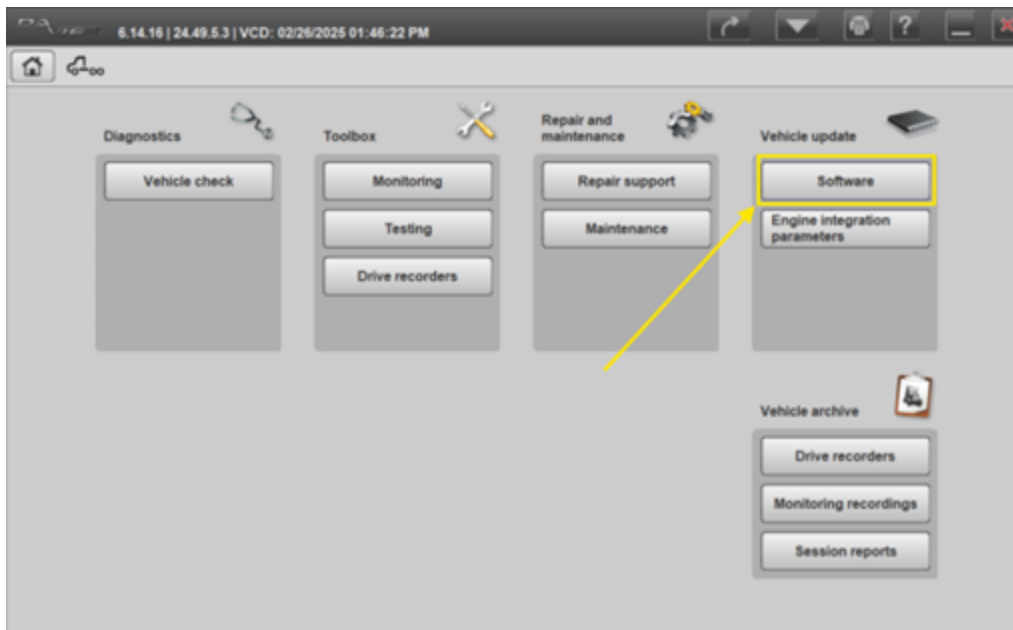 6.14.16 | 24.49.5.3 | VCD: 02/26/2025 01:46:22 PM
?
Diagnostics
Vehicle check
Toolbox
Monitoring
Testing
Drive recorders
Repair and
maintenance
Repair support
Maintenance
Vehicle update
Software
Engine integration
parameters
Vehicle archive
Drive recorders
Monitoring recordings
Session reports